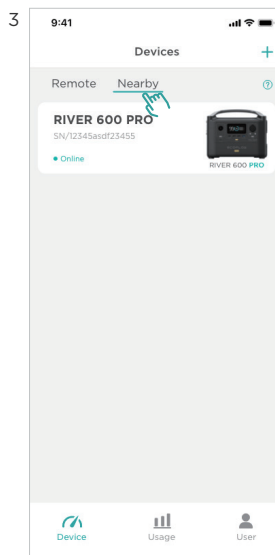 3
9:41
Devices
Remote Nearby
RIVER 600 PRO
SN/12345asdf23455
Online
RIVER 600 PRO
Device Usage User